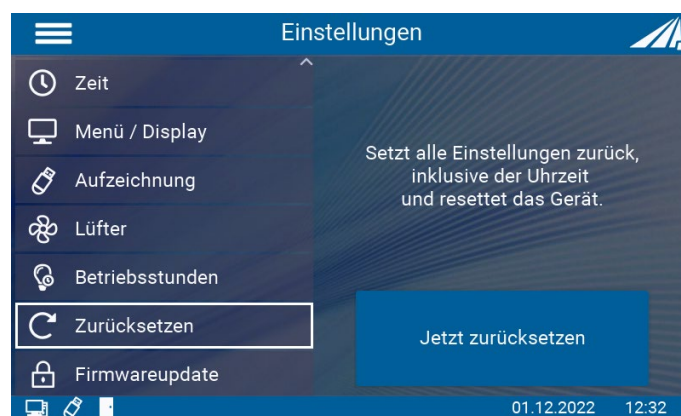 Einstellungen
Zeit
Menü / Display
Aufzeichnung
Lüfter
Betriebsstunden
Zurücksetzen
Firmwareupdate
Setzt alle Einstellungen zurück,
inklusive der Uhrzeit
und resettet das Gerät.
Jetzt zurücksetzen
01.12.2022 12:32